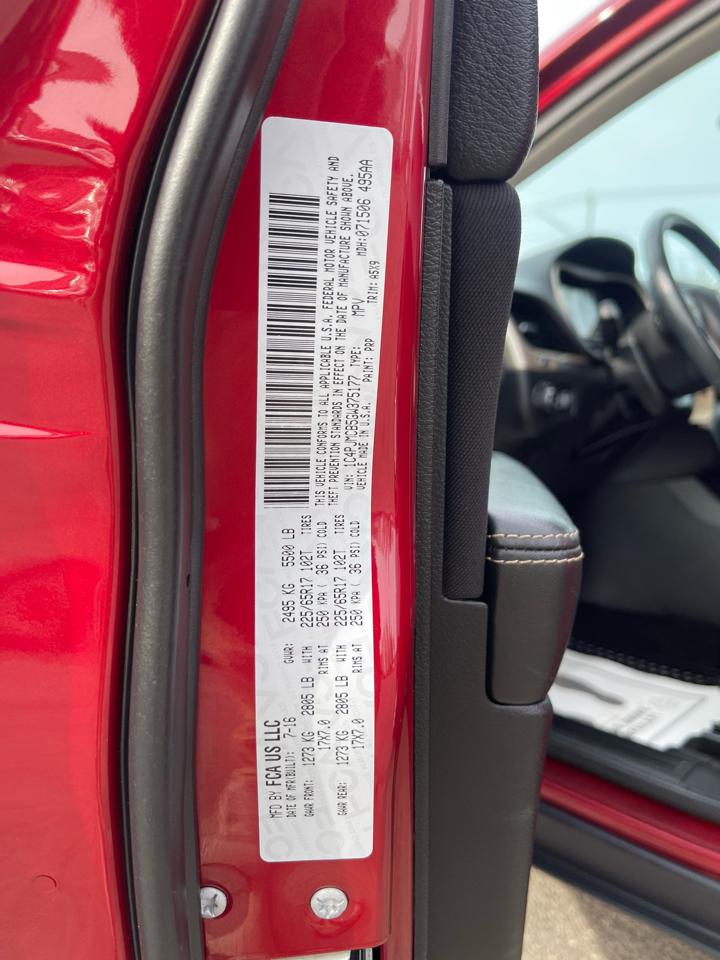 MFD BY FCA US LLC
DATE OF MFR(BUILT): 7-16 GVWR: 2495 KG 5500 LB
GAWR FRONT: 1273 KG 2805 LB WITH 225/65R17 102T TIRES
17X7.0 RIMS AT 250 KPA ( 36 PSI) COLD
GAWR REAR: 1273 KG 2805 LB WITH 225/65R17 102T TIRES
17X7.0 RIMS AT 250 KPA ( 36 PSI) COLD
THIS VEHICLE CONFORMS TO ALL APPLICABLE U.S.A. FEDERAL MOTOR VEHICLE SAFETY AND
THEFT PREVENTION STANDARDS IN EFFECT ON THE DATE OF MANUFACTURE SHOWN ABOVE.
VIN: 1C4PJMCB5GW375177 TYPE: MPV MDH:071506 495AA
VEHICLE MADE IN U.S.A. PAINT: PRP TRIM: A5X9